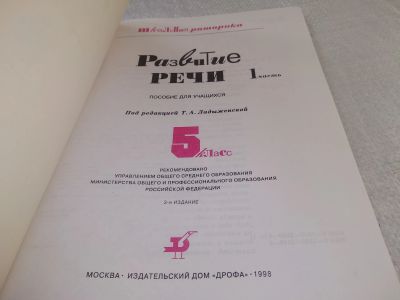 Школьная риторика
Развитие
РЕЧИ 1 часть
ПОСОБИЕ ДЛЯ УЧАЩИХСЯ
Под редакцией Т. А. Ладыженской
5 класс
РЕКОМЕНДОВАНО
УПРАВЛЕНИЕМ ОБЩЕГО СРЕДНЕГО ОБРАЗОВАНИЯ
МИНИСТЕРСТВА ОБЩЕГО И ПРОФЕССИОНАЛЬНОГО ОБРАЗОВАНИЯ
РОССИЙСКОЙ ФЕДЕРАЦИИ
2-е ИЗДАНИЕ
МОСКВА · ИЗДАТЕЛЬСКИЙ ДОМ «ДРОФА» · 1998